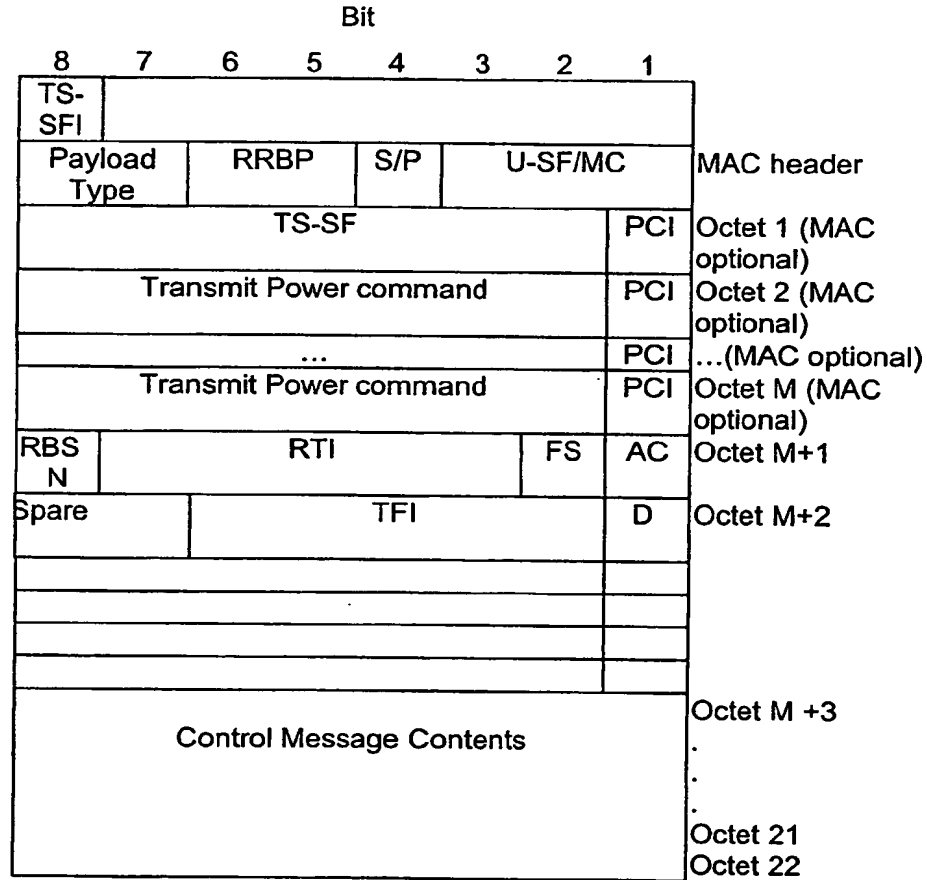 Bit
8 7 6 5 4 3 2 1
TS-
SFI
Payload RRBP S/P U-SF/MC MAC header
Type
TS-SF PCI Octet 1 (MAC
optional)
Transmit Power command PCI Octet 2 (MAC
optional)
... PCI ...(MAC optional)
Transmit Power command PCI Octet M (MAC
optional)
RBS RTI FS AC Octet M+1
N
Spare TFI D Octet M+2
Octet M +3
Control Message Contents
.
.
.
Octet 21
Octet 22